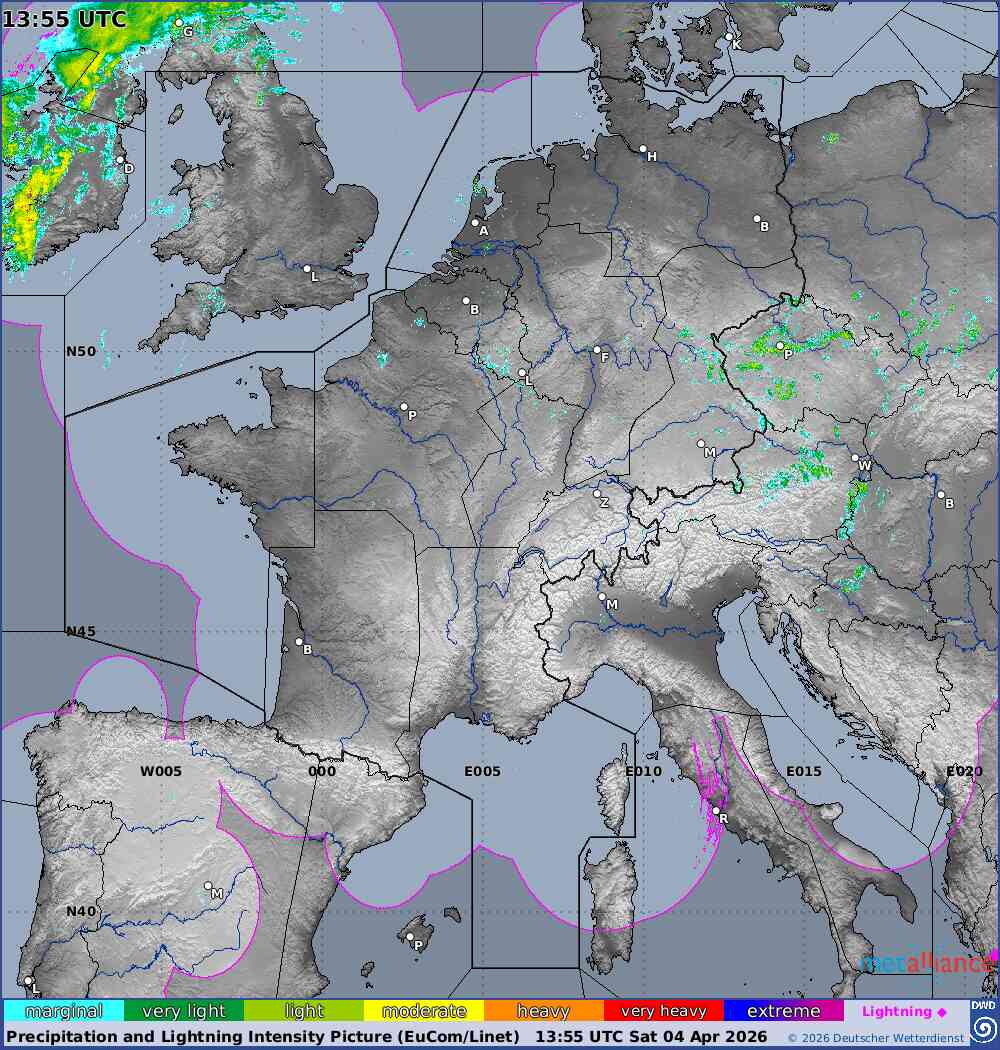 13:55 UTC
G
K
H
D
B
A
L
B
N50
P
F
L
P
M
W
Z
B
M
N45
B
W005
000
E005
E010
E015
E020
R
M
N40
P
metalliance
L
marginal
very light
light
moderate
heavy
very heavy
extreme
Lightning ◆
DWD
Precipitation and Lightning Intensity Picture (EuCom/Linet) 13:55 UTC Sat 04 Apr 2026
© 2026 Deutscher Wetterdienst